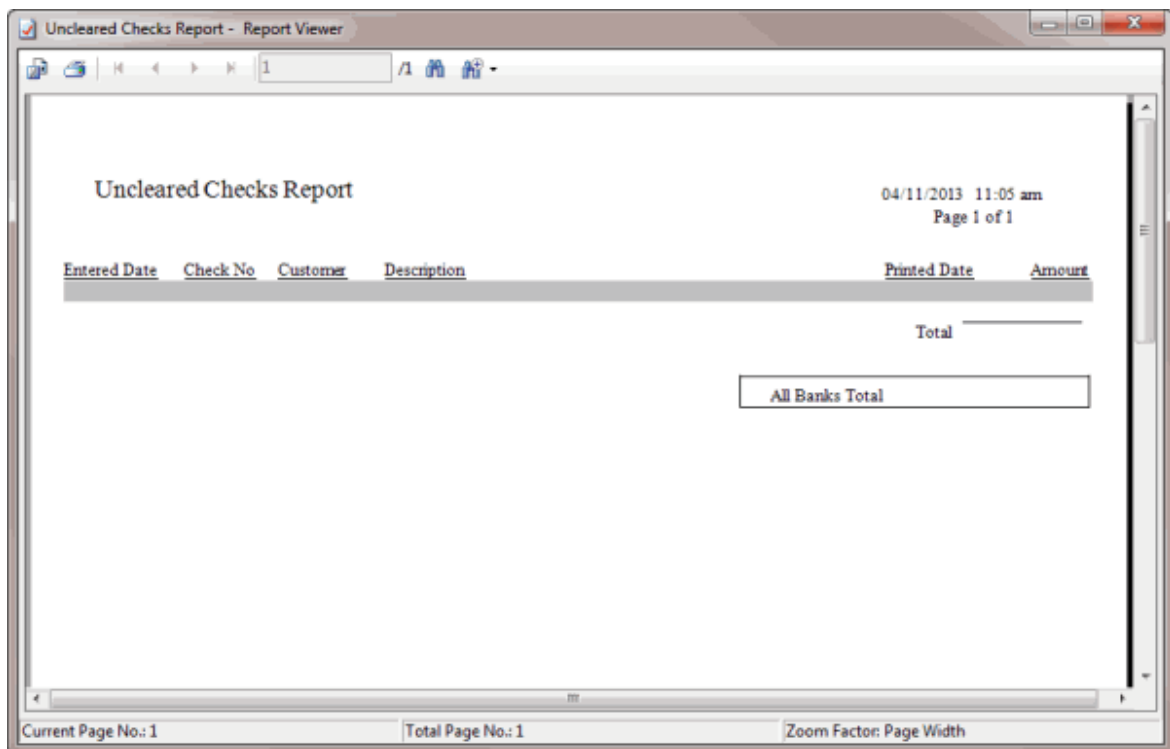 Uncleared Checks Report - Report Viewer
1 /1
Uncleared Checks Report
04/11/2013 11:05 am
Page 1 of 1
Entered Date Check No Customer Description Printed Date Amount
Total
All Banks Total
Current Page No.: 1 Total Page No.: 1 Zoom Factor: Page Width